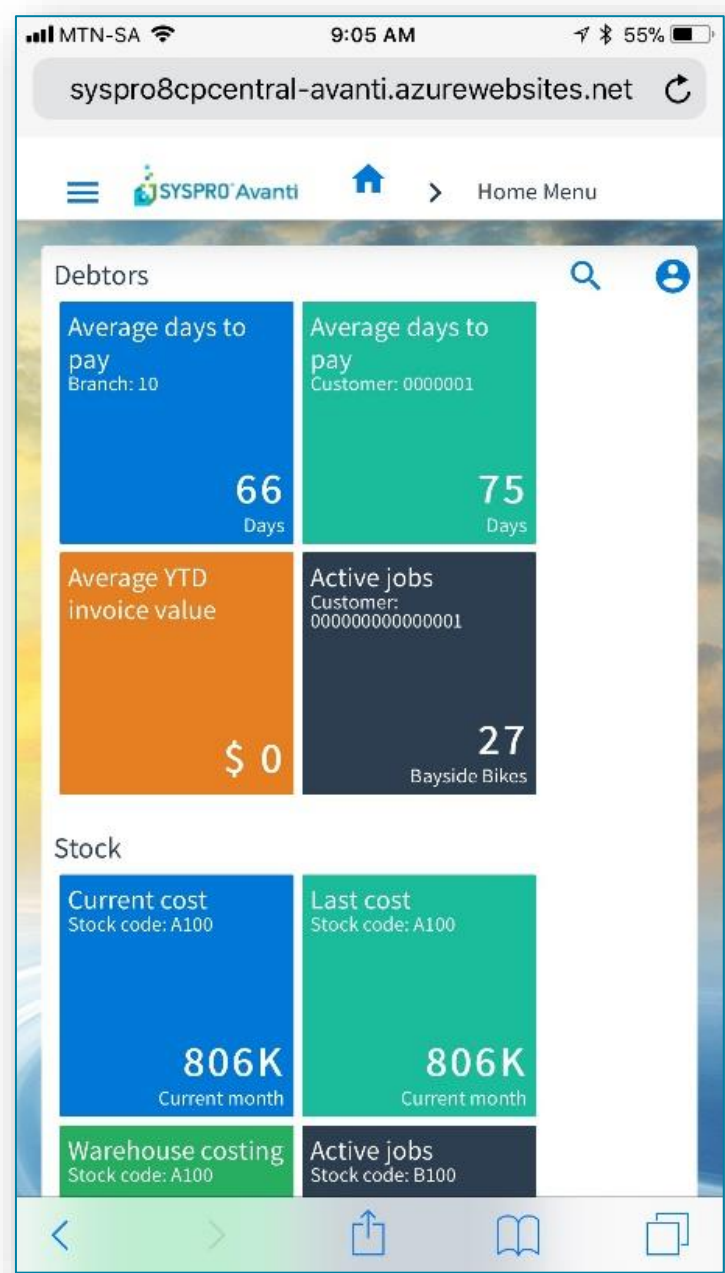 MTN-SA 9:05 AM 55%
syspro8cpcentral-avanti.azurewebsites.net
SYSPRO Avanti > Home Menu
Debtors
Average days to
pay
Branch: 10
66
Days
Average days to
pay
Customer: 0000001
75
Days
Average YTD
invoice value
$ 0
Active jobs
Customer:
000000000000001
27
Bayside Bikes
Stock
Current cost
Stock code: A100
806K
Current month
Last cost
Stock code: A100
806K
Current month
Warehouse costing
Stock code: A100
Active jobs
Stock code: B100